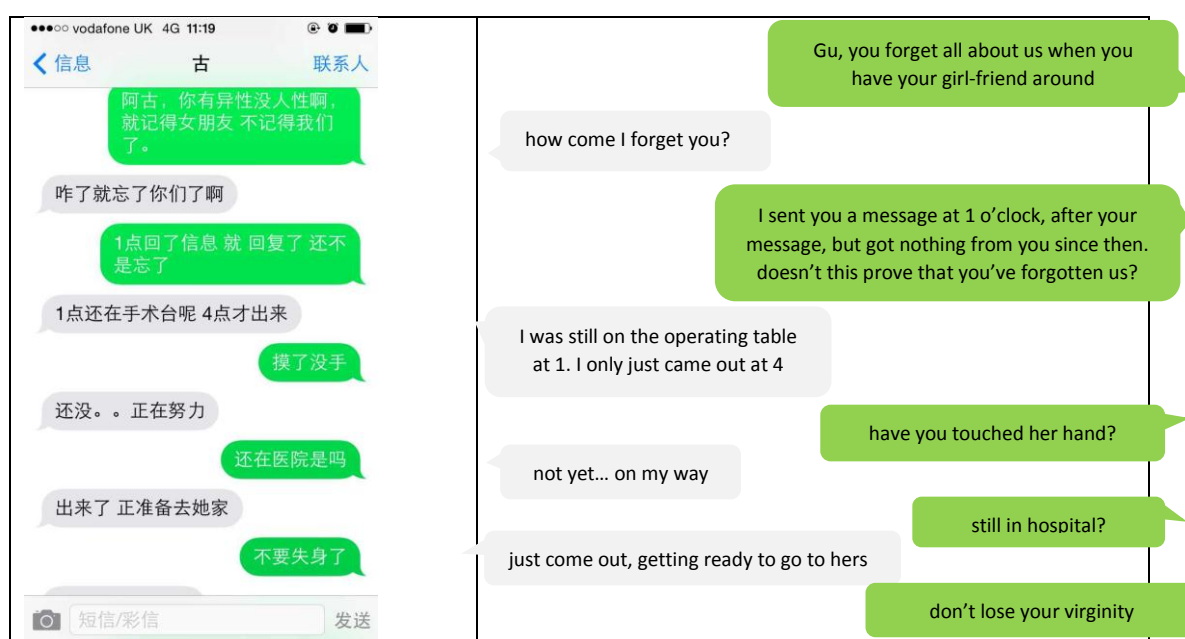 ●●●○○ vodafone UK 4G 11:19
信息 古 联系人
阿古，你有异性没人性啊，
就记得女朋友 不记得我们
了。
咋了就忘了你们了啊
1点回了信息 就 回复了 还不
是忘了
1点还在手术台呢 4点才出来
摸了没手
还没。。正在努力
还在医院是吗
出来了 正准备去她家
不要失身了
短信/彩信 发送
Gu, you forget all about us when you
have your girl-friend around
how come I forget you?
I sent you a message at 1 o’clock, after your
message, but got nothing from you since then.
doesn’t this prove that you’ve forgotten us?
I was still on the operating table
at 1. I only just came out at 4
have you touched her hand?
not yet… on my way
still in hospital?
just come out, getting ready to go to hers
don’t lose your virginity